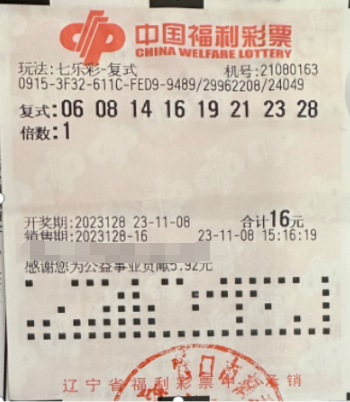 中国福利彩票
CHINA WELFARE LOTTERY
玩法:七乐彩-复式 机号:21080163
0915-3F32-611C-FED9-9489/29962208/24049
复式:06 08 14 16 19 21 23 28
倍数:1
开奖期:2023128 23-11-08 合计16元
销售期:2023128-16 23-11-08 15:16:19
感谢您为公益事业贡献5.92元
辽宁省福利彩票 承销